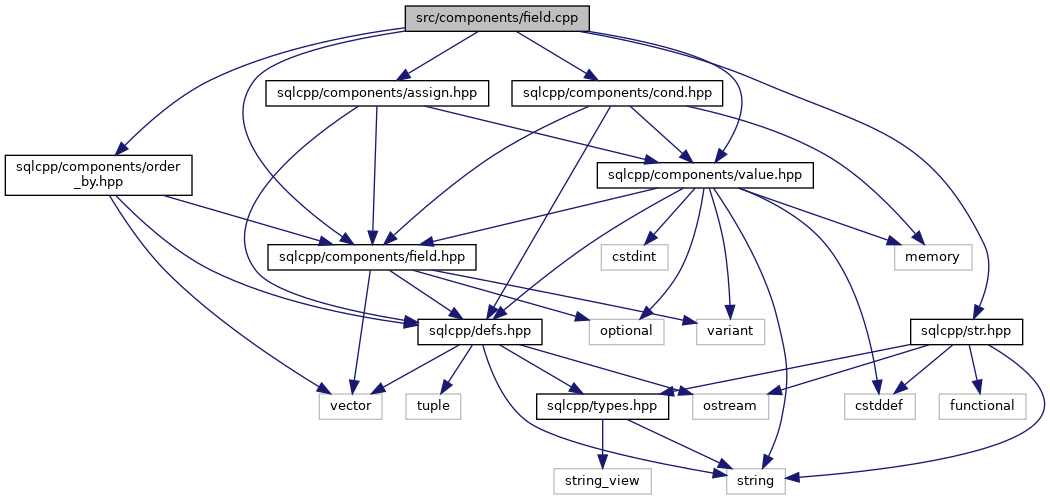 src/components/field.cpp
sqlcpp/components/assign.hpp
sqlcpp/components/cond.hpp
sqlcpp/components/order
_by.hpp
sqlcpp/components/value.hpp
sqlcpp/components/field.hpp
cstdint
memory
sqlcpp/defs.hpp
optional
variant
sqlcpp/str.hpp
vector
tuple
sqlcpp/types.hpp
ostream
cstddef
functional
string_view
string